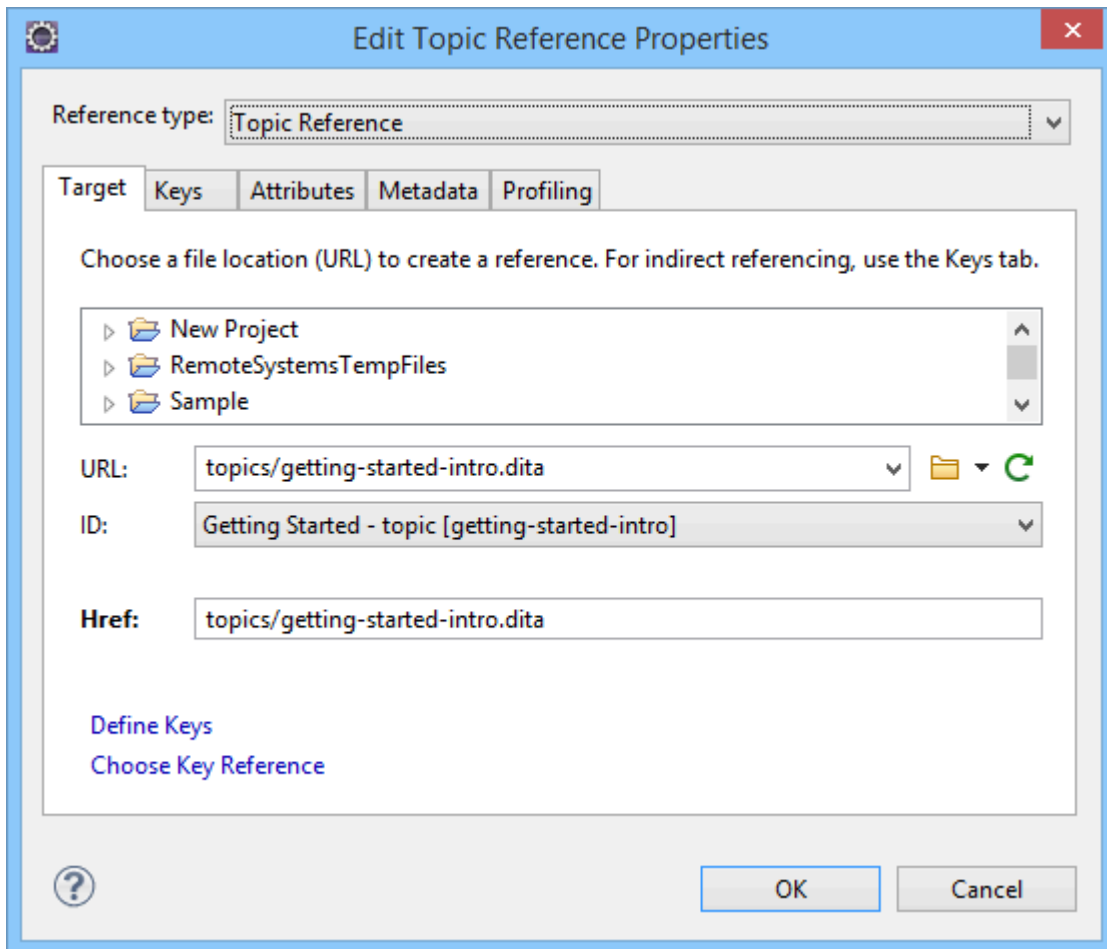 Edit Topic Reference Properties
Reference type: Topic Reference
Target Keys Attributes Metadata Profiling
Choose a file location (URL) to create a reference. For indirect referencing, use the Keys tab.
New Project
RemoteSystemsTempFiles
Sample
URL: topics/getting-started-intro.dita
ID: Getting Started - topic [getting-started-intro]
Href: topics/getting-started-intro.dita
Define Keys
Choose Key Reference
? OK Cancel